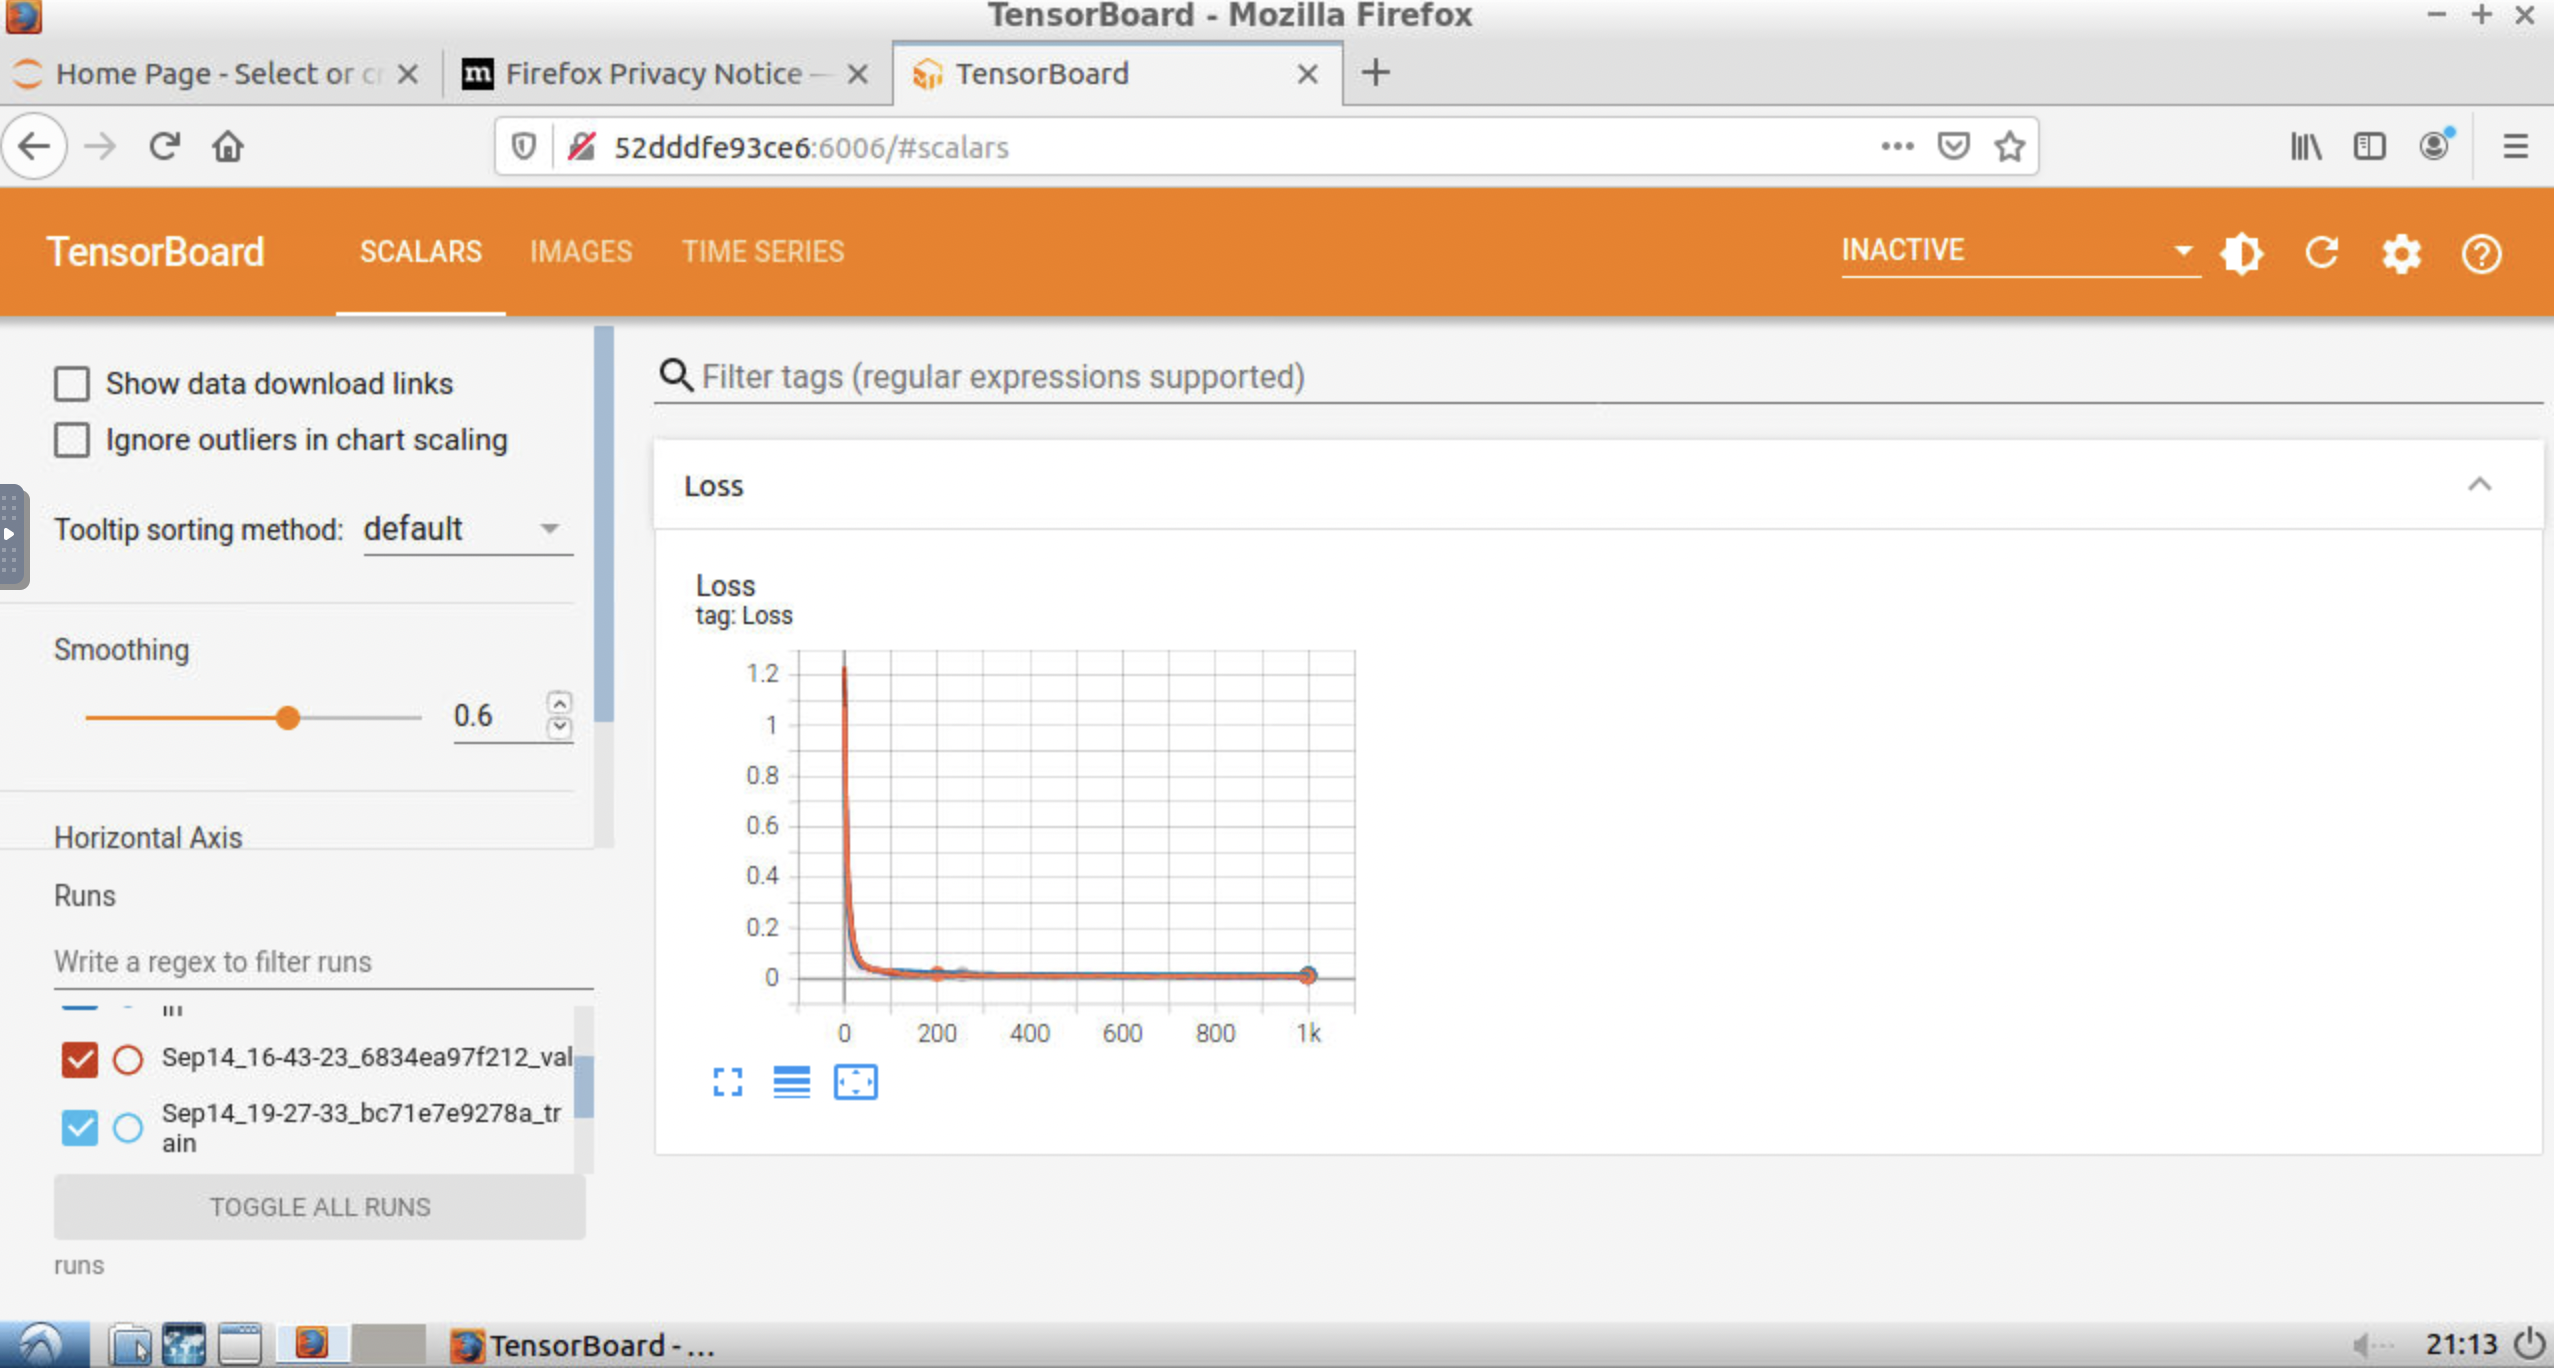 TensorBoard - Mozilla Firefox
Home Page - Select or cr
Firefox Privacy Notice —
TensorBoard
52dddfe93ce6:6006/#scalars
TensorBoard
SCALARS
IMAGES
TIME SERIES
INACTIVE
Show data download links
Ignore outliers in chart scaling
Tooltip sorting method: default
Smoothing
0.6
Horizontal Axis
Runs
Write a regex to filter runs
Sep14_16-43-23_6834ea97f212_val
Sep14_19-27-33_bc71e7e9278a_tr
ain
TOGGLE ALL RUNS
runs
Filter tags (regular expressions supported)
Loss
Loss
tag: Loss
1.2
1
0.8
0.6
0.4
0.2
0
0 200 400 600 800 1k
TensorBoard - ...
21:13